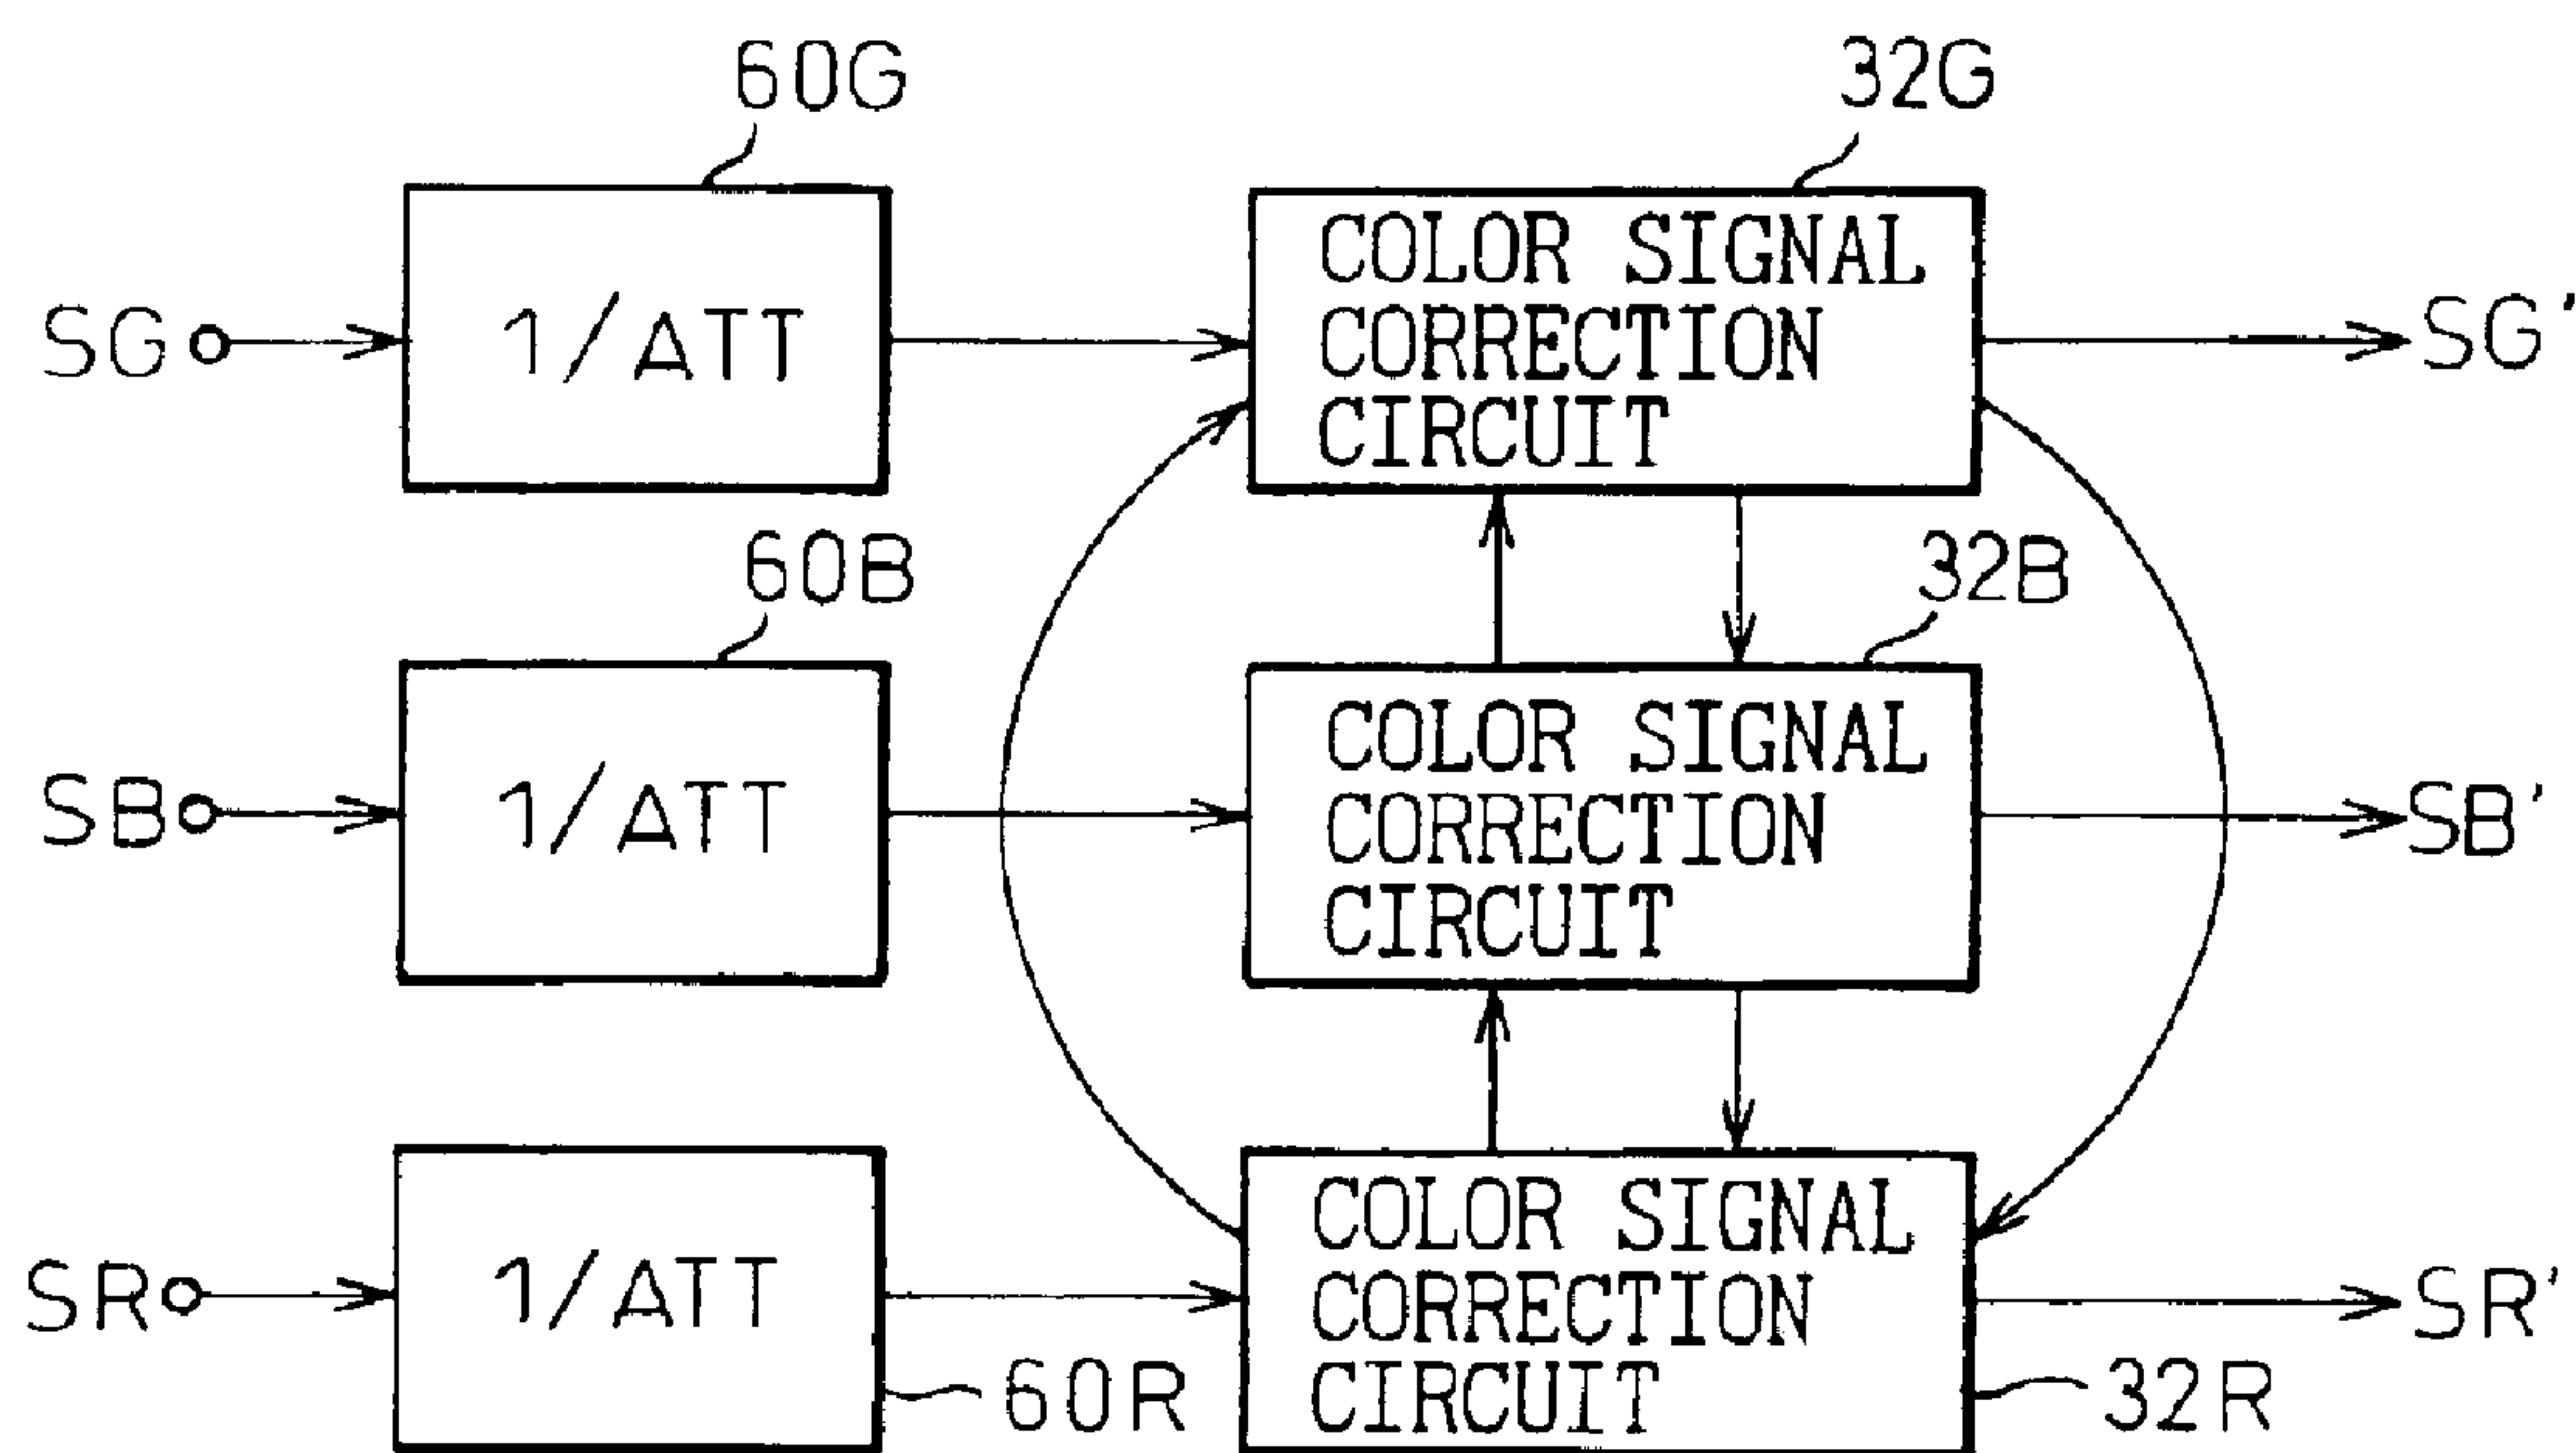 60G
32G
SG
1/ATT
COLOR SIGNAL
CORRECTION
CIRCUIT
SG'
60B
32B
SB
1/ATT
COLOR SIGNAL
CORRECTION
CIRCUIT
SB'
SR
1/ATT
COLOR SIGNAL
CORRECTION
CIRCUIT
SR'
60R
32R